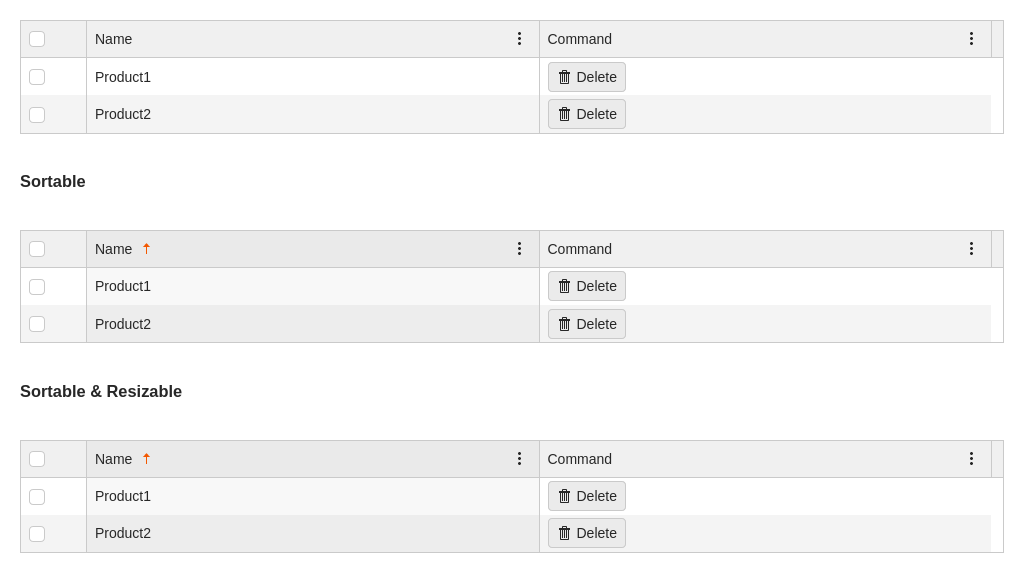 Name Command
Product1 Delete
Product2 Delete
Sortable
Name Command
Product1 Delete
Product2 Delete
Sortable & Resizable
Name Command
Product1 Delete
Product2 Delete